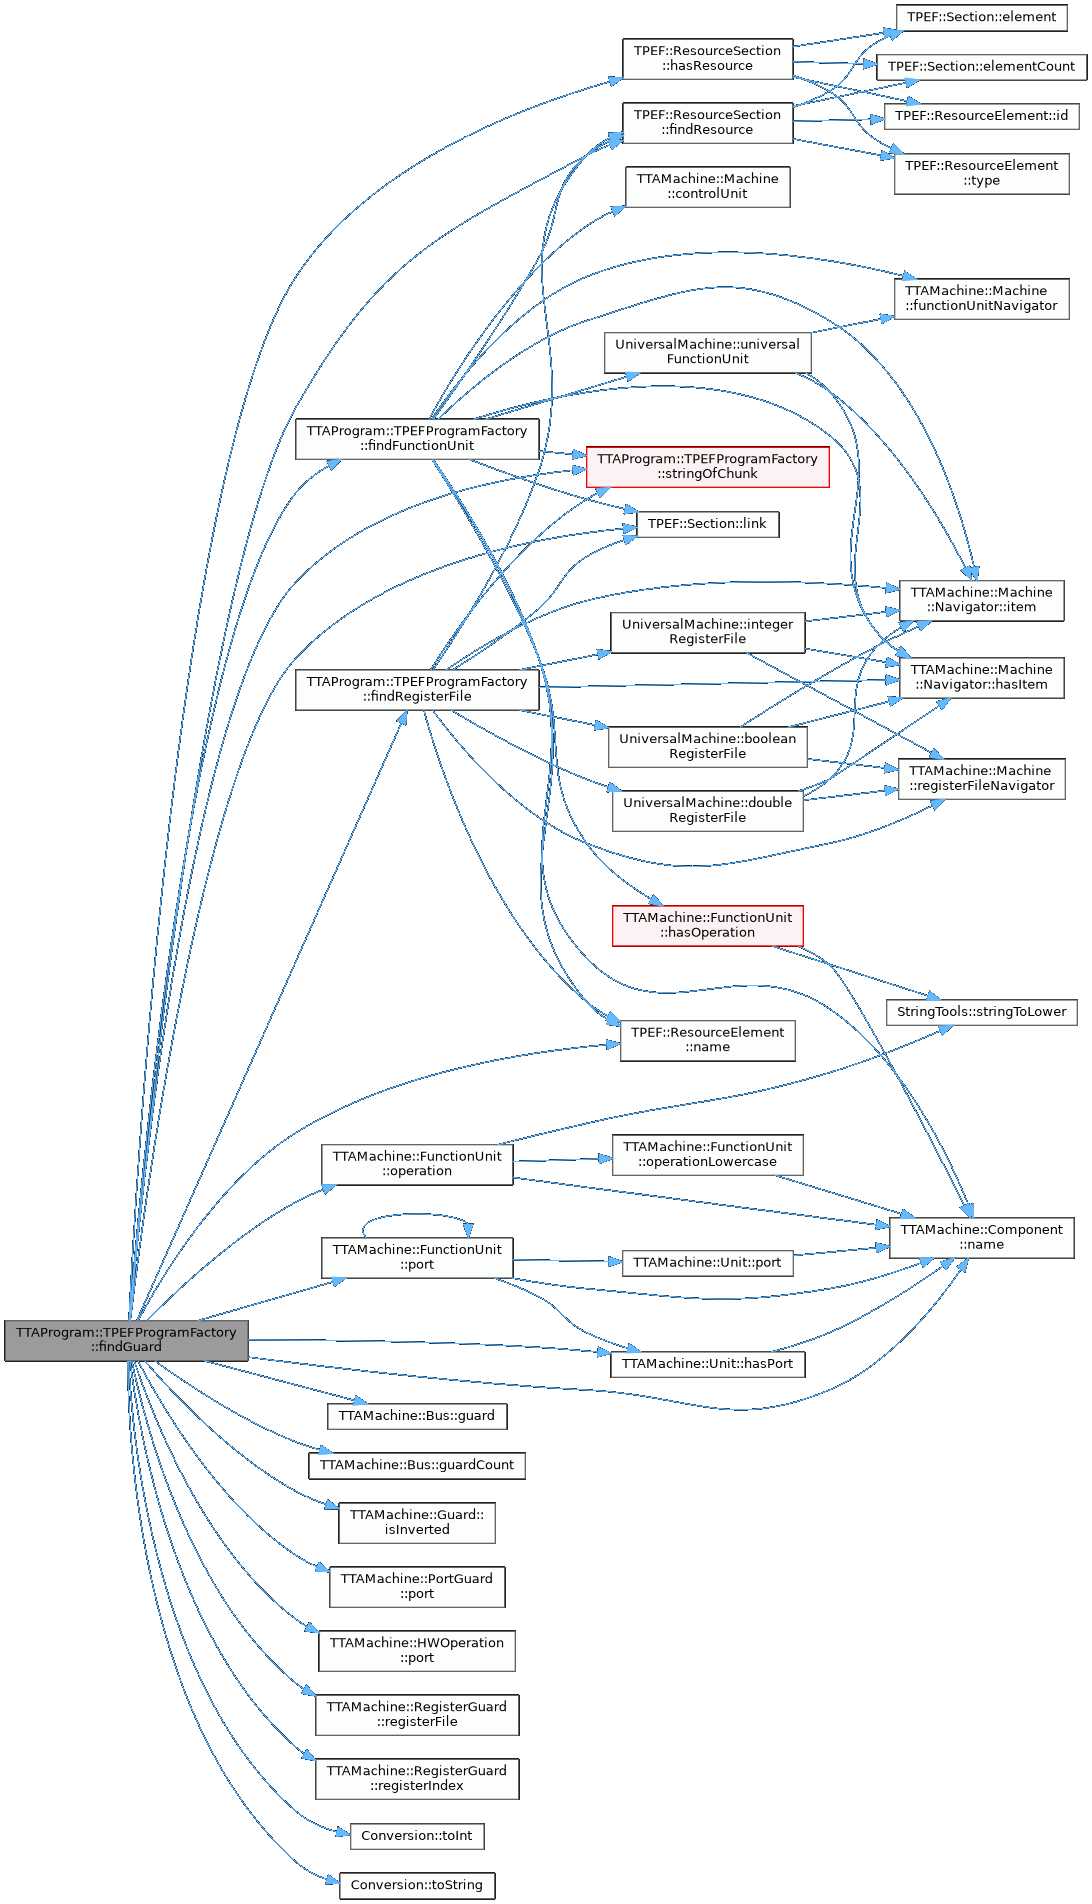 TPEF::Section::element
TPEF::ResourceSection
::hasResource
TPEF::Section::elementCount
TPEF::ResourceSection
::findResource
TPEF::ResourceElement::id
TPEF::ResourceElement
::type
TTAMachine::Machine
::controlUnit
TTAMachine::Machine
::functionUnitNavigator
UniversalMachine::universal
FunctionUnit
TTAProgram::TPEFProgramFactory
::findFunctionUnit
TTAProgram::TPEFProgramFactory
::stringOfChunk
TPEF::Section::link
TTAMachine::Machine
::Navigator::item
UniversalMachine::integer
RegisterFile
TTAMachine::Machine
::Navigator::hasItem
TTAProgram::TPEFProgramFactory
::findRegisterFile
UniversalMachine::boolean
RegisterFile
TTAMachine::Machine
::registerFileNavigator
UniversalMachine::double
RegisterFile
TTAMachine::FunctionUnit
::hasOperation
StringTools::stringToLower
TPEF::ResourceElement
::name
TTAMachine::FunctionUnit
::operation
TTAMachine::FunctionUnit
::operationLowercase
TTAMachine::Component
::name
TTAMachine::FunctionUnit
::port
TTAMachine::Unit::port
TTAProgram::TPEFProgramFactory
::findGuard
TTAMachine::Unit::hasPort
TTAMachine::Bus::guard
TTAMachine::Bus::guardCount
TTAMachine::Guard::
isInverted
TTAMachine::PortGuard
::port
TTAMachine::HWOperation
::port
TTAMachine::RegisterGuard
::registerFile
TTAMachine::RegisterGuard
::registerIndex
Conversion::toInt
Conversion::toString